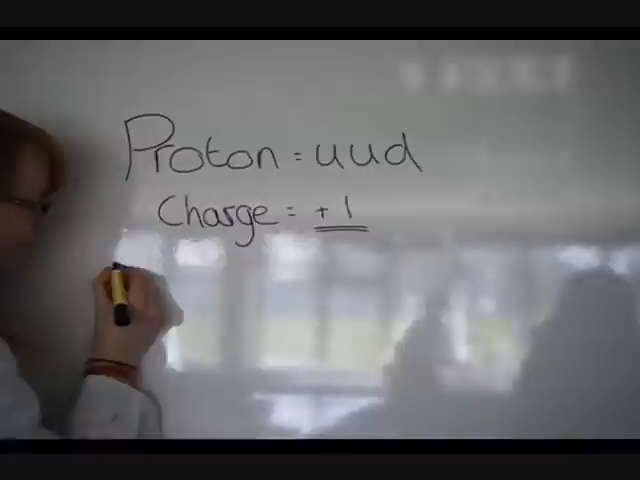 Proton = uud
Charge = +1